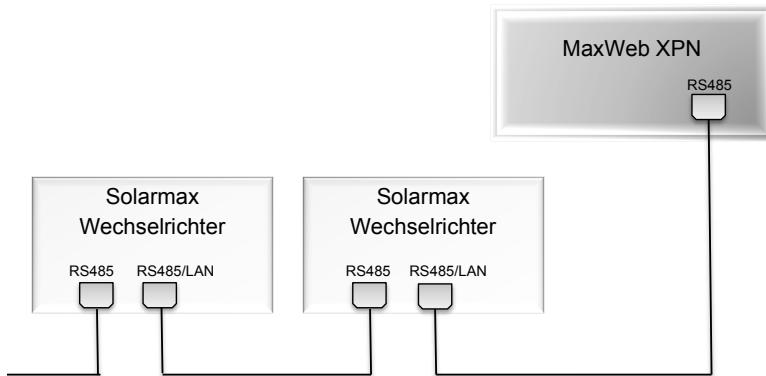 MaxWeb XPN
RS485
Solarmax
Wechselrichter
RS485 RS485/LAN
Solarmax
Wechselrichter
RS485 RS485/LAN